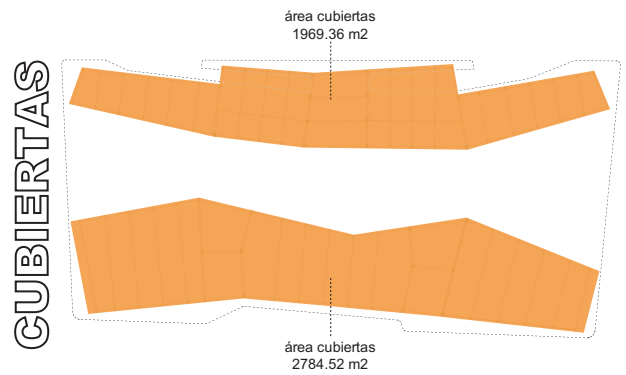 CUBIERTAS
área cubiertas
1969.36 m2
área cubiertas
2784.52 m2